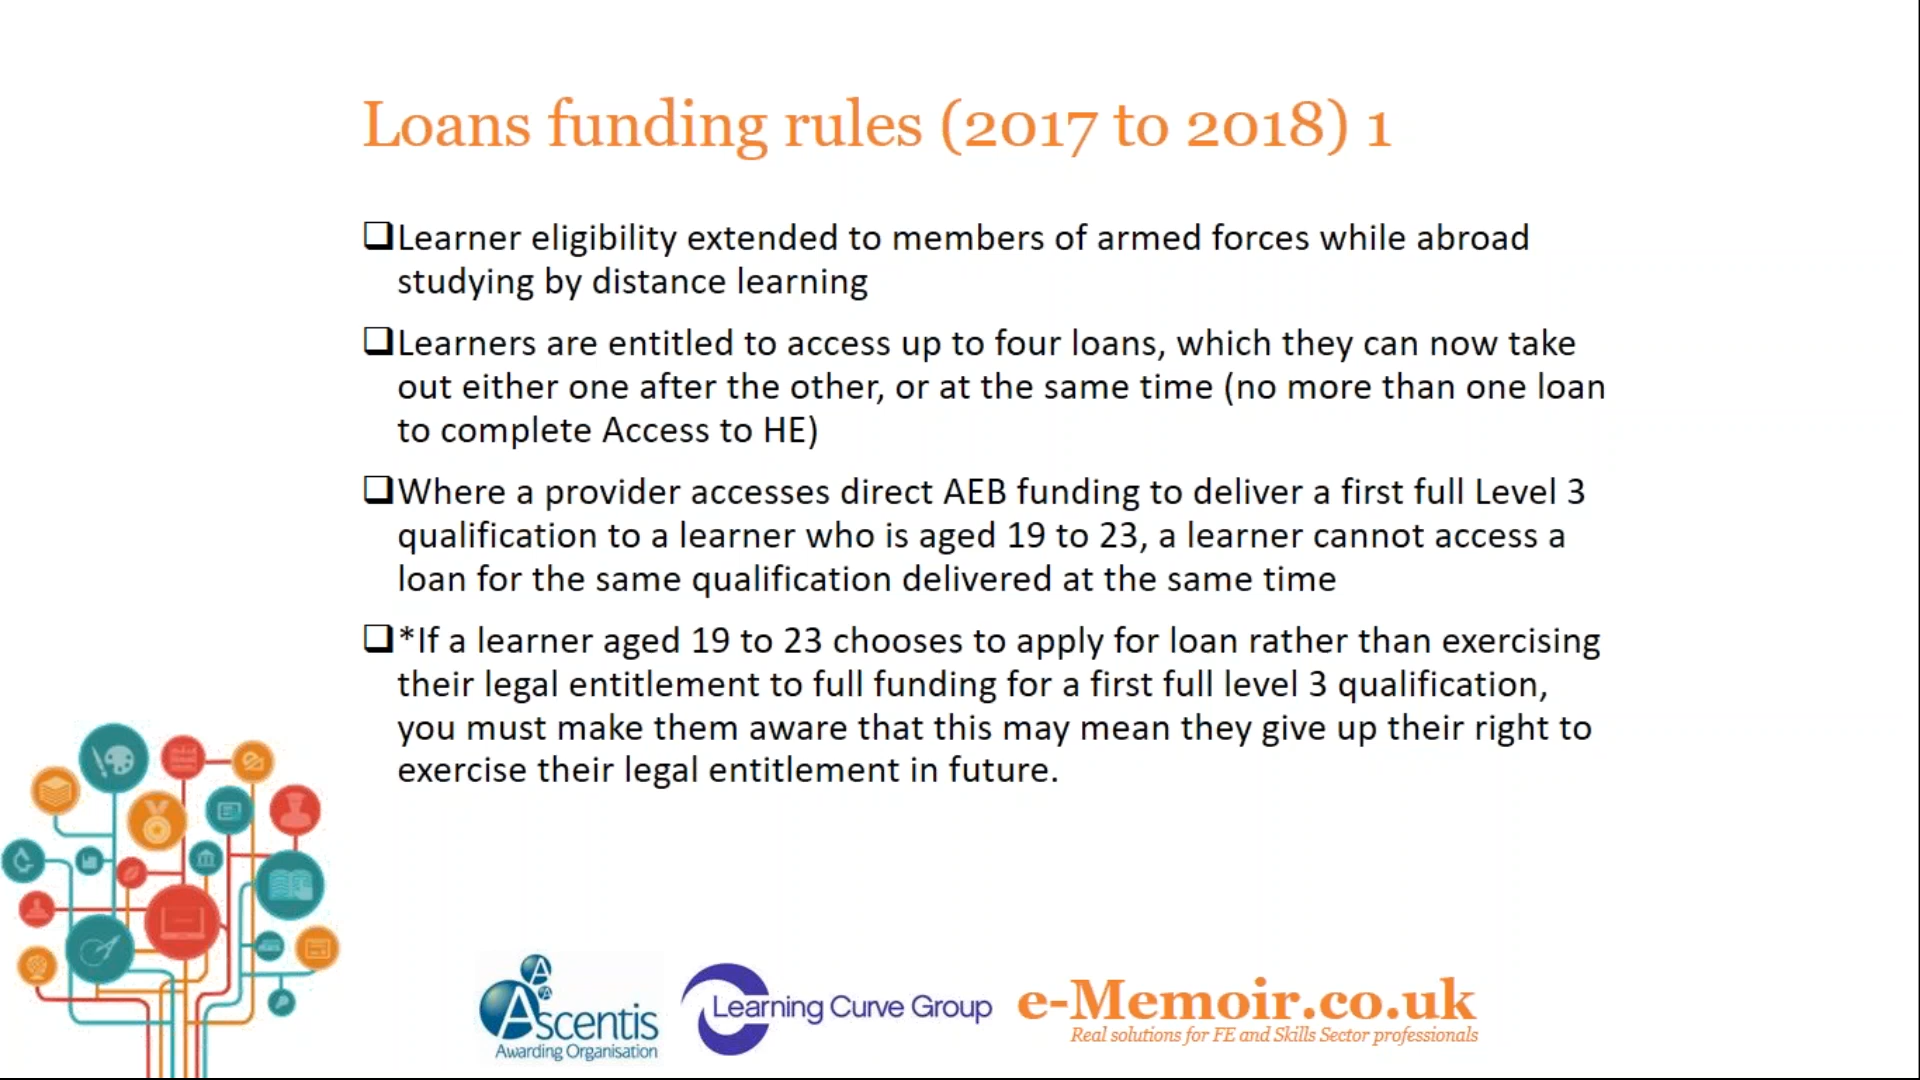 Loans funding rules (2017 to 2018) 1
Learner eligibility extended to members of armed forces while abroad
studying by distance learning
Learners are entitled to access up to four loans, which they can now take
out either one after the other, or at the same time (no more than one loan
to complete Access to HE)
Where a provider accesses direct AEB funding to deliver a first full Level 3
qualification to a learner who is aged 19 to 23, a learner cannot access a
loan for the same qualification delivered at the same time
*If a learner aged 19 to 23 chooses to apply for loan rather than exercising
their legal entitlement to full funding for a first full level 3 qualification,
you must make them aware that this may mean they give up their right to
exercise their legal entitlement in future.
Ascentis
Awarding Organisation
Learning Curve Group
e-Memoir.co.uk
Real solutions for FE and Skills Sector professionals